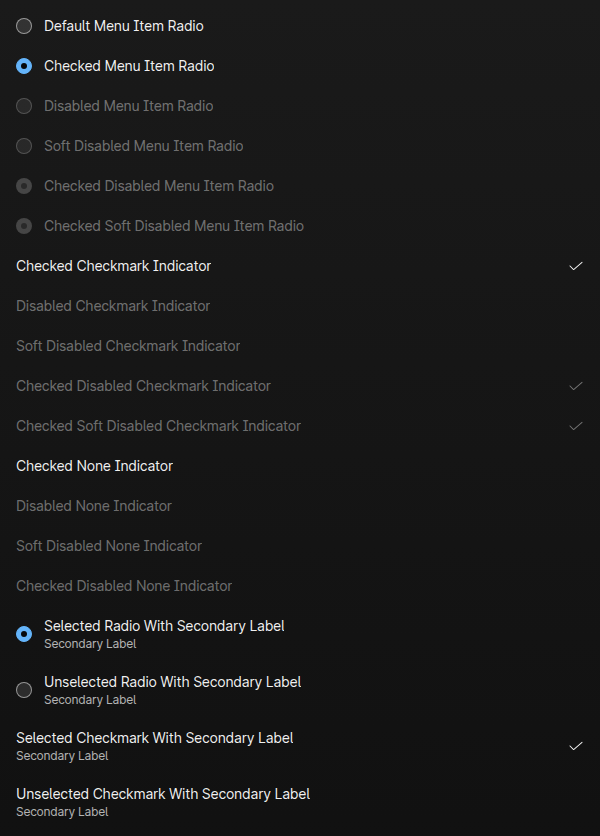 Default Menu Item Radio
Checked Menu Item Radio
Disabled Menu Item Radio
Soft Disabled Menu Item Radio
Checked Disabled Menu Item Radio
Checked Soft Disabled Menu Item Radio
Checked Checkmark Indicator
Disabled Checkmark Indicator
Soft Disabled Checkmark Indicator
Checked Disabled Checkmark Indicator
Checked Soft Disabled Checkmark Indicator
Checked None Indicator
Disabled None Indicator
Soft Disabled None Indicator
Checked Disabled None Indicator
Selected Radio With Secondary Label
Secondary Label
Unselected Radio With Secondary Label
Secondary Label
Selected Checkmark With Secondary Label
Secondary Label
Unselected Checkmark With Secondary Label
Secondary Label